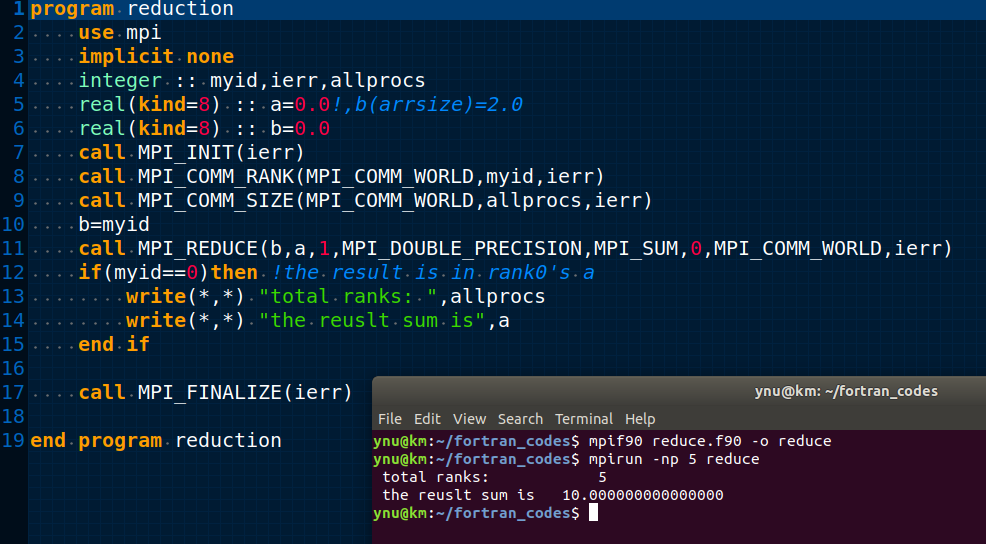 1 program reduction
2 use mpi
3 implicit none
4 integer :: myid,ierr,allprocs
5 real(kind=8) :: a=0.0!,b(arrsize)=2.0
6 real(kind=8) :: b=0.0
7 call MPI_INIT(ierr)
8 call MPI_COMM_RANK(MPI_COMM_WORLD,myid,ierr)
9 call MPI_COMM_SIZE(MPI_COMM_WORLD,allprocs,ierr)
10 b=myid
11 call MPI_REDUCE(b,a,1,MPI_DOUBLE_PRECISION,MPI_SUM,0,MPI_COMM_WORLD,ierr)
12 if(myid==0)then !the result is in rank0's a
13 write(*,*) "total ranks: ",allprocs
14 write(*,*) "the reuslt sum is",a
15 end if
16
17 call MPI_FINALIZE(ierr)
18
19 end program reduction
ynu@km: ~/fortran_codes
File Edit View Search Terminal Help
ynu@km:~/fortran_codes$ mpif90 reduce.f90 -o reduce
ynu@km:~/fortran_codes$ mpirun -np 5 reduce
total ranks: 5
the reuslt sum is 10.000000000000000
ynu@km:~/fortran_codes$